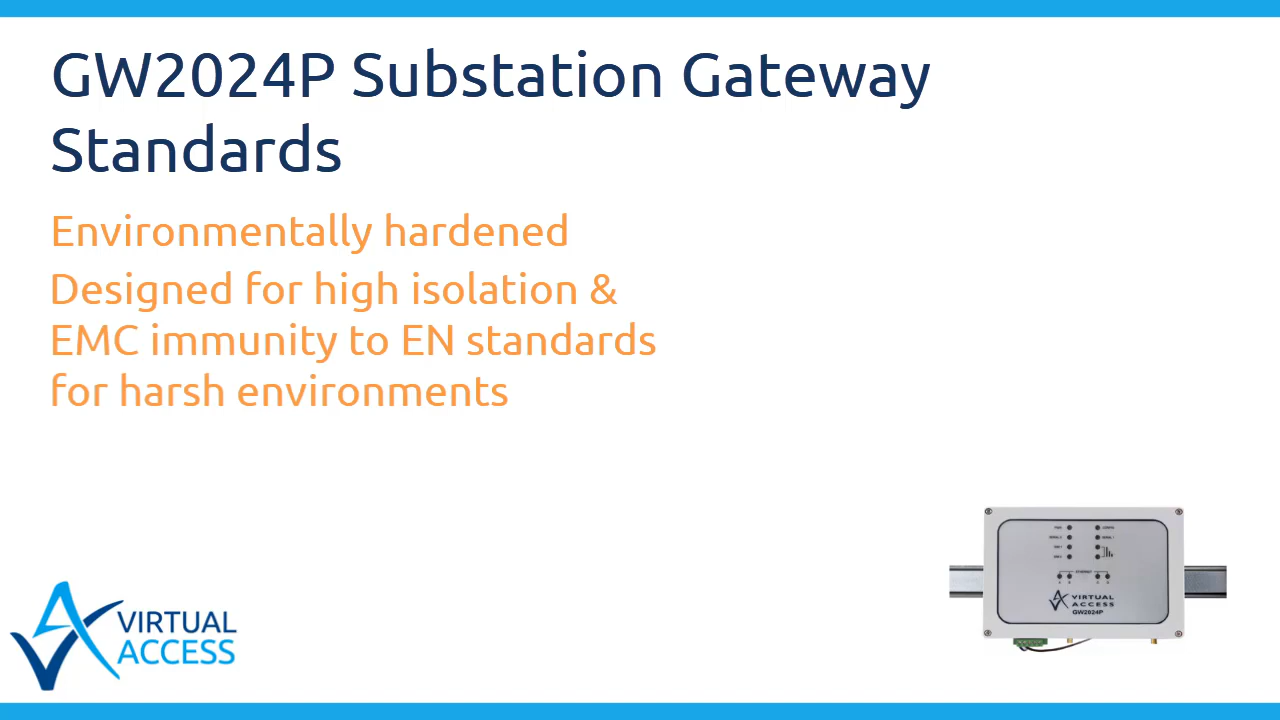 GW2024P Substation Gateway
Standards
Environmentally hardened
Designed for high isolation &
EMC immunity to EN standards
for harsh environments
VIRTUAL
ACCESS
ETHERNET
VIRTUAL
ACCESS
GW2024P